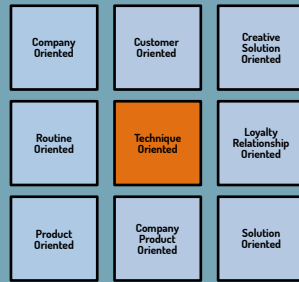 Company
Oriented
Customer
Oriented
Creative
Solution
Oriented
Routine
Oriented
Technique
Oriented
Loyalty
Relationship
Oriented
Product
Oriented
Company
Product
Oriented
Solution
Oriented